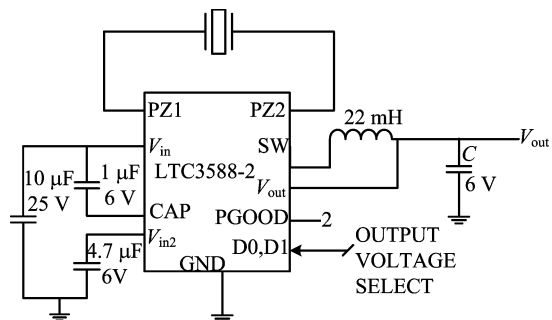 PZ1
PZ2
22 mH
SW
Vin
Vout
LTC3588-2
C
10 µF
25 V
1 µF
6 V
6 V
Vout
CAP
PGOOD
2
Vin2
4.7 µF
6V
D0,D1
OUTPUT
VOLTAGE
SELECT
GND